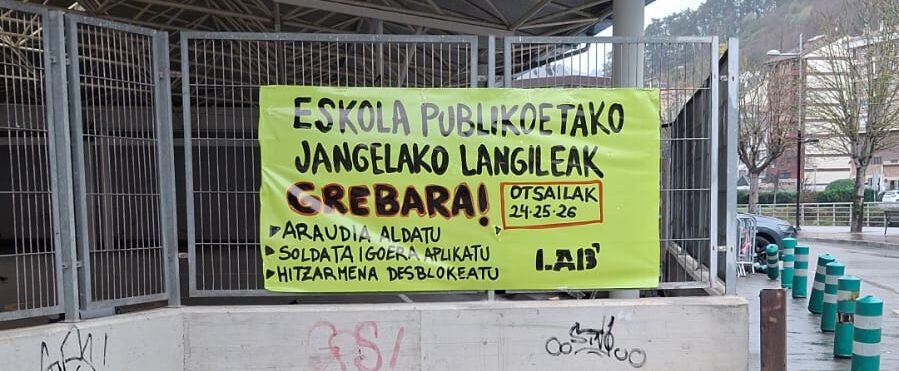 ESKOLA PUBLIKOETAKO
JANGELAKO LANGILEAK
GREBARA!
OTSAILAK
24-25-26
▸ARAUDIA ALDATU
▸SOLDATA IGOERA APLIKATU
▸HITZARMENA DESBLOKEATU
LAB